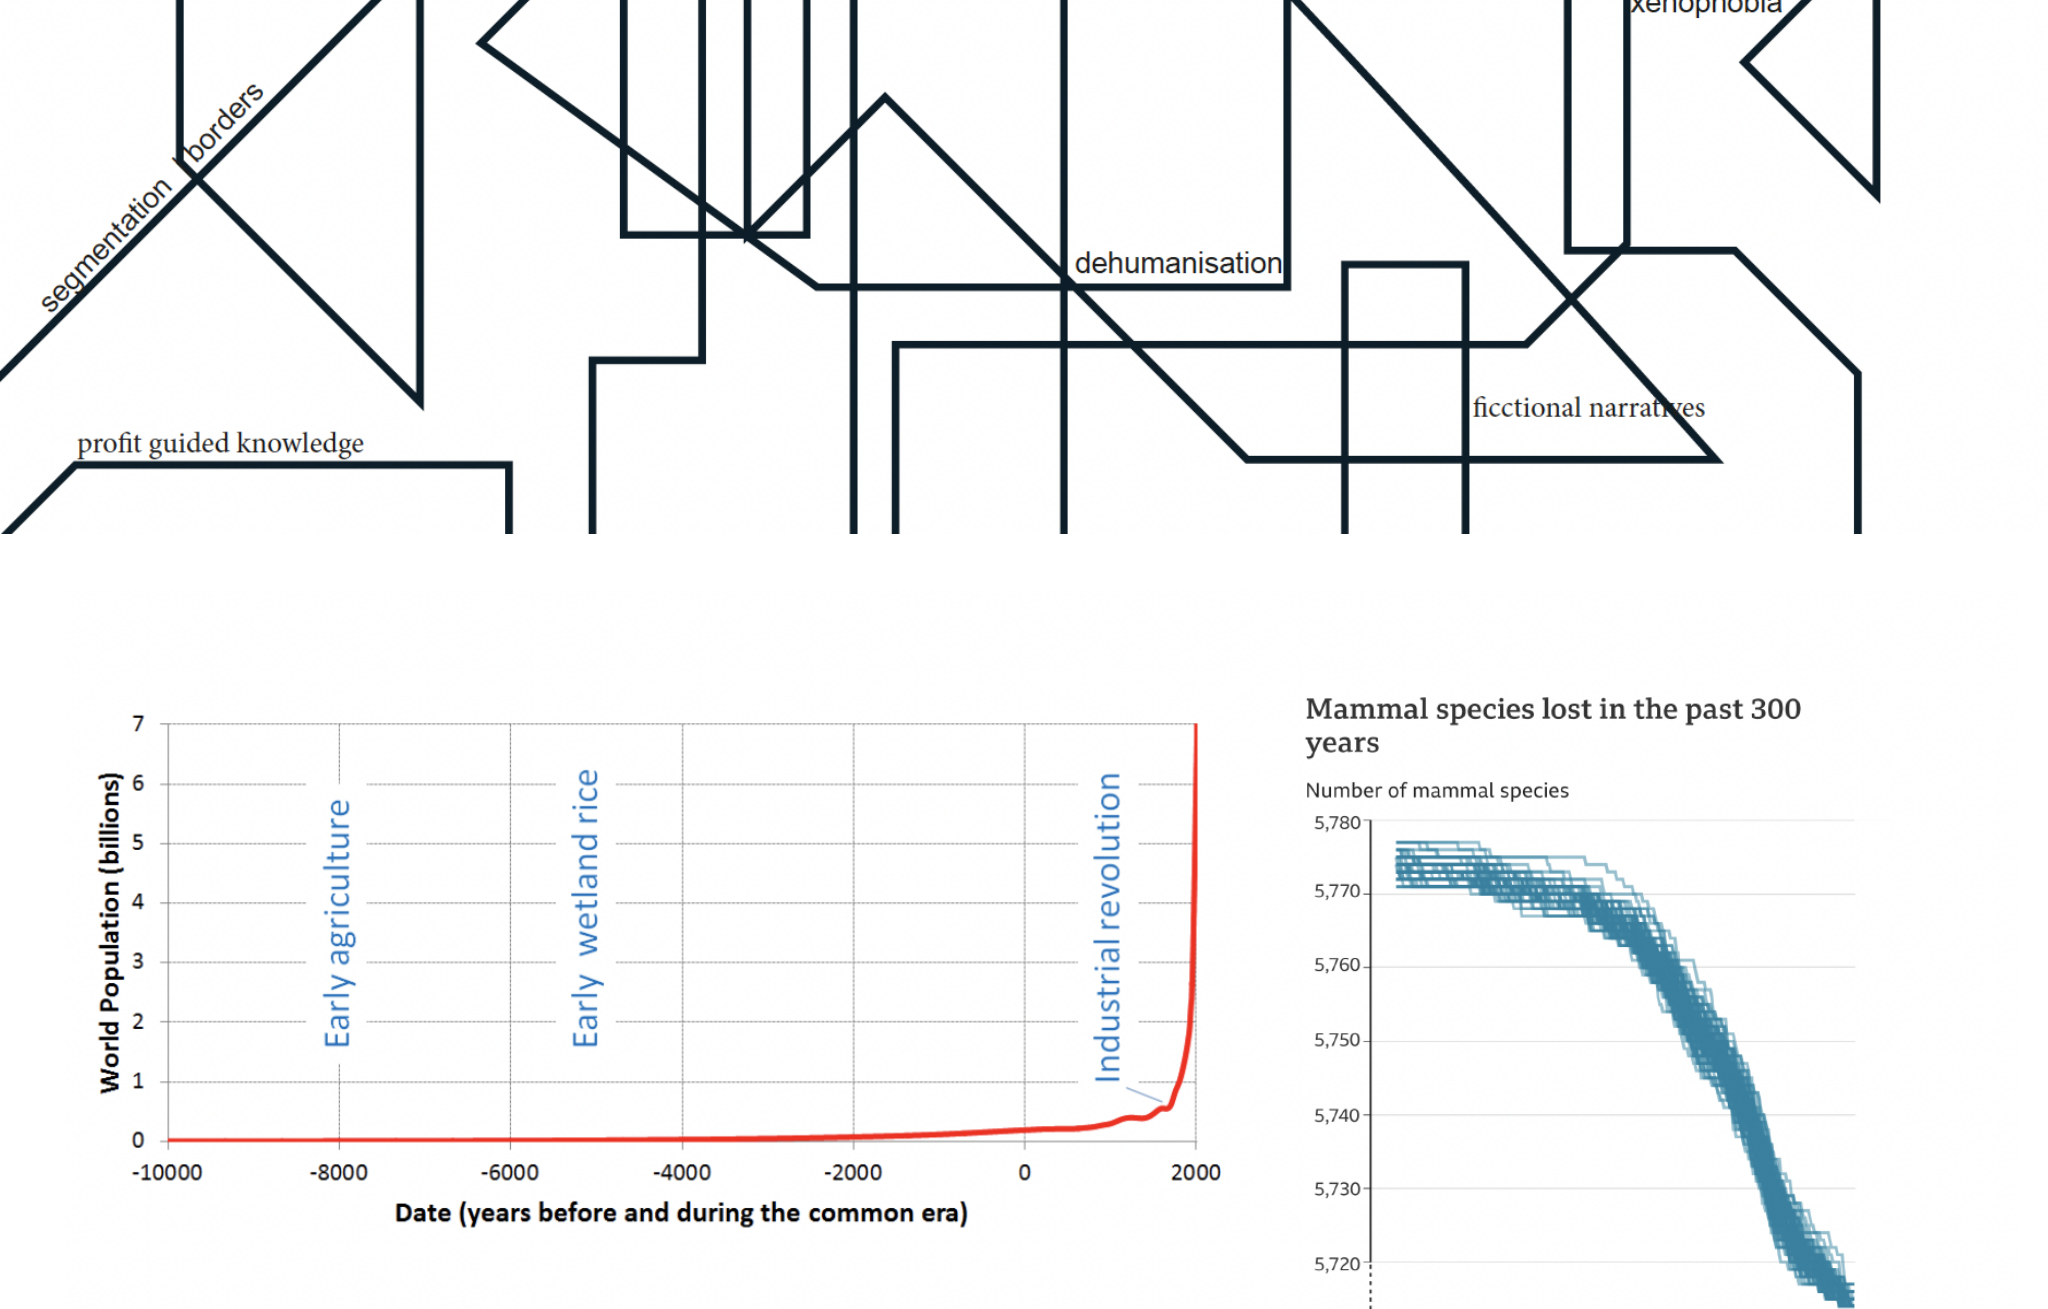 xenophobia
borders
segmentation
dehumanisation
ficctional narratives
profit guided knowledge
Mammal species lost in the past 300
years
Number of mammal species
5,780
5,770
5,760
5,750
5,740
5,730
5,720
World Population (billions)
7
6
5
4
3
2
1
0
Early agriculture
Early wetland rice
Industrial revolution
-10000 -8000 -6000 -4000 -2000 0 2000
Date (years before and during the common era)